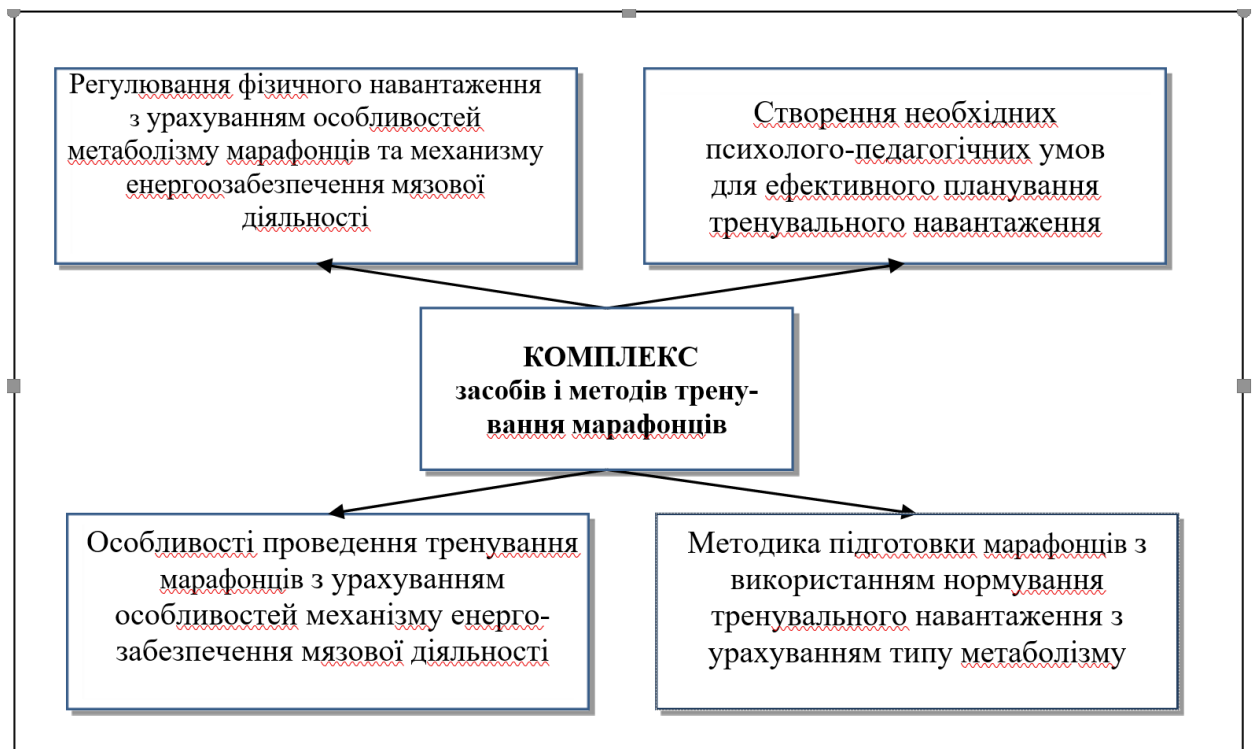 Регулювання фізичного навантаження
з урахуванням особливостей
метаболізму марафонців та механизму
енергоозабезпечення мязової
діяльності
Створення необхідних
психолого-педагогічних умов
для ефективного планування
тренувального навантаження
КОМПЛЕКС
засобів і методів трену-
вання марафонців
Особливості проведення тренування
марафонців з урахуванням
особливостей механізму енерго-
забезпечення мязової діяльності
Методика підготовки марафонців з
використанням нормування
тренувального навантаження з
урахуванням типу метаболізму